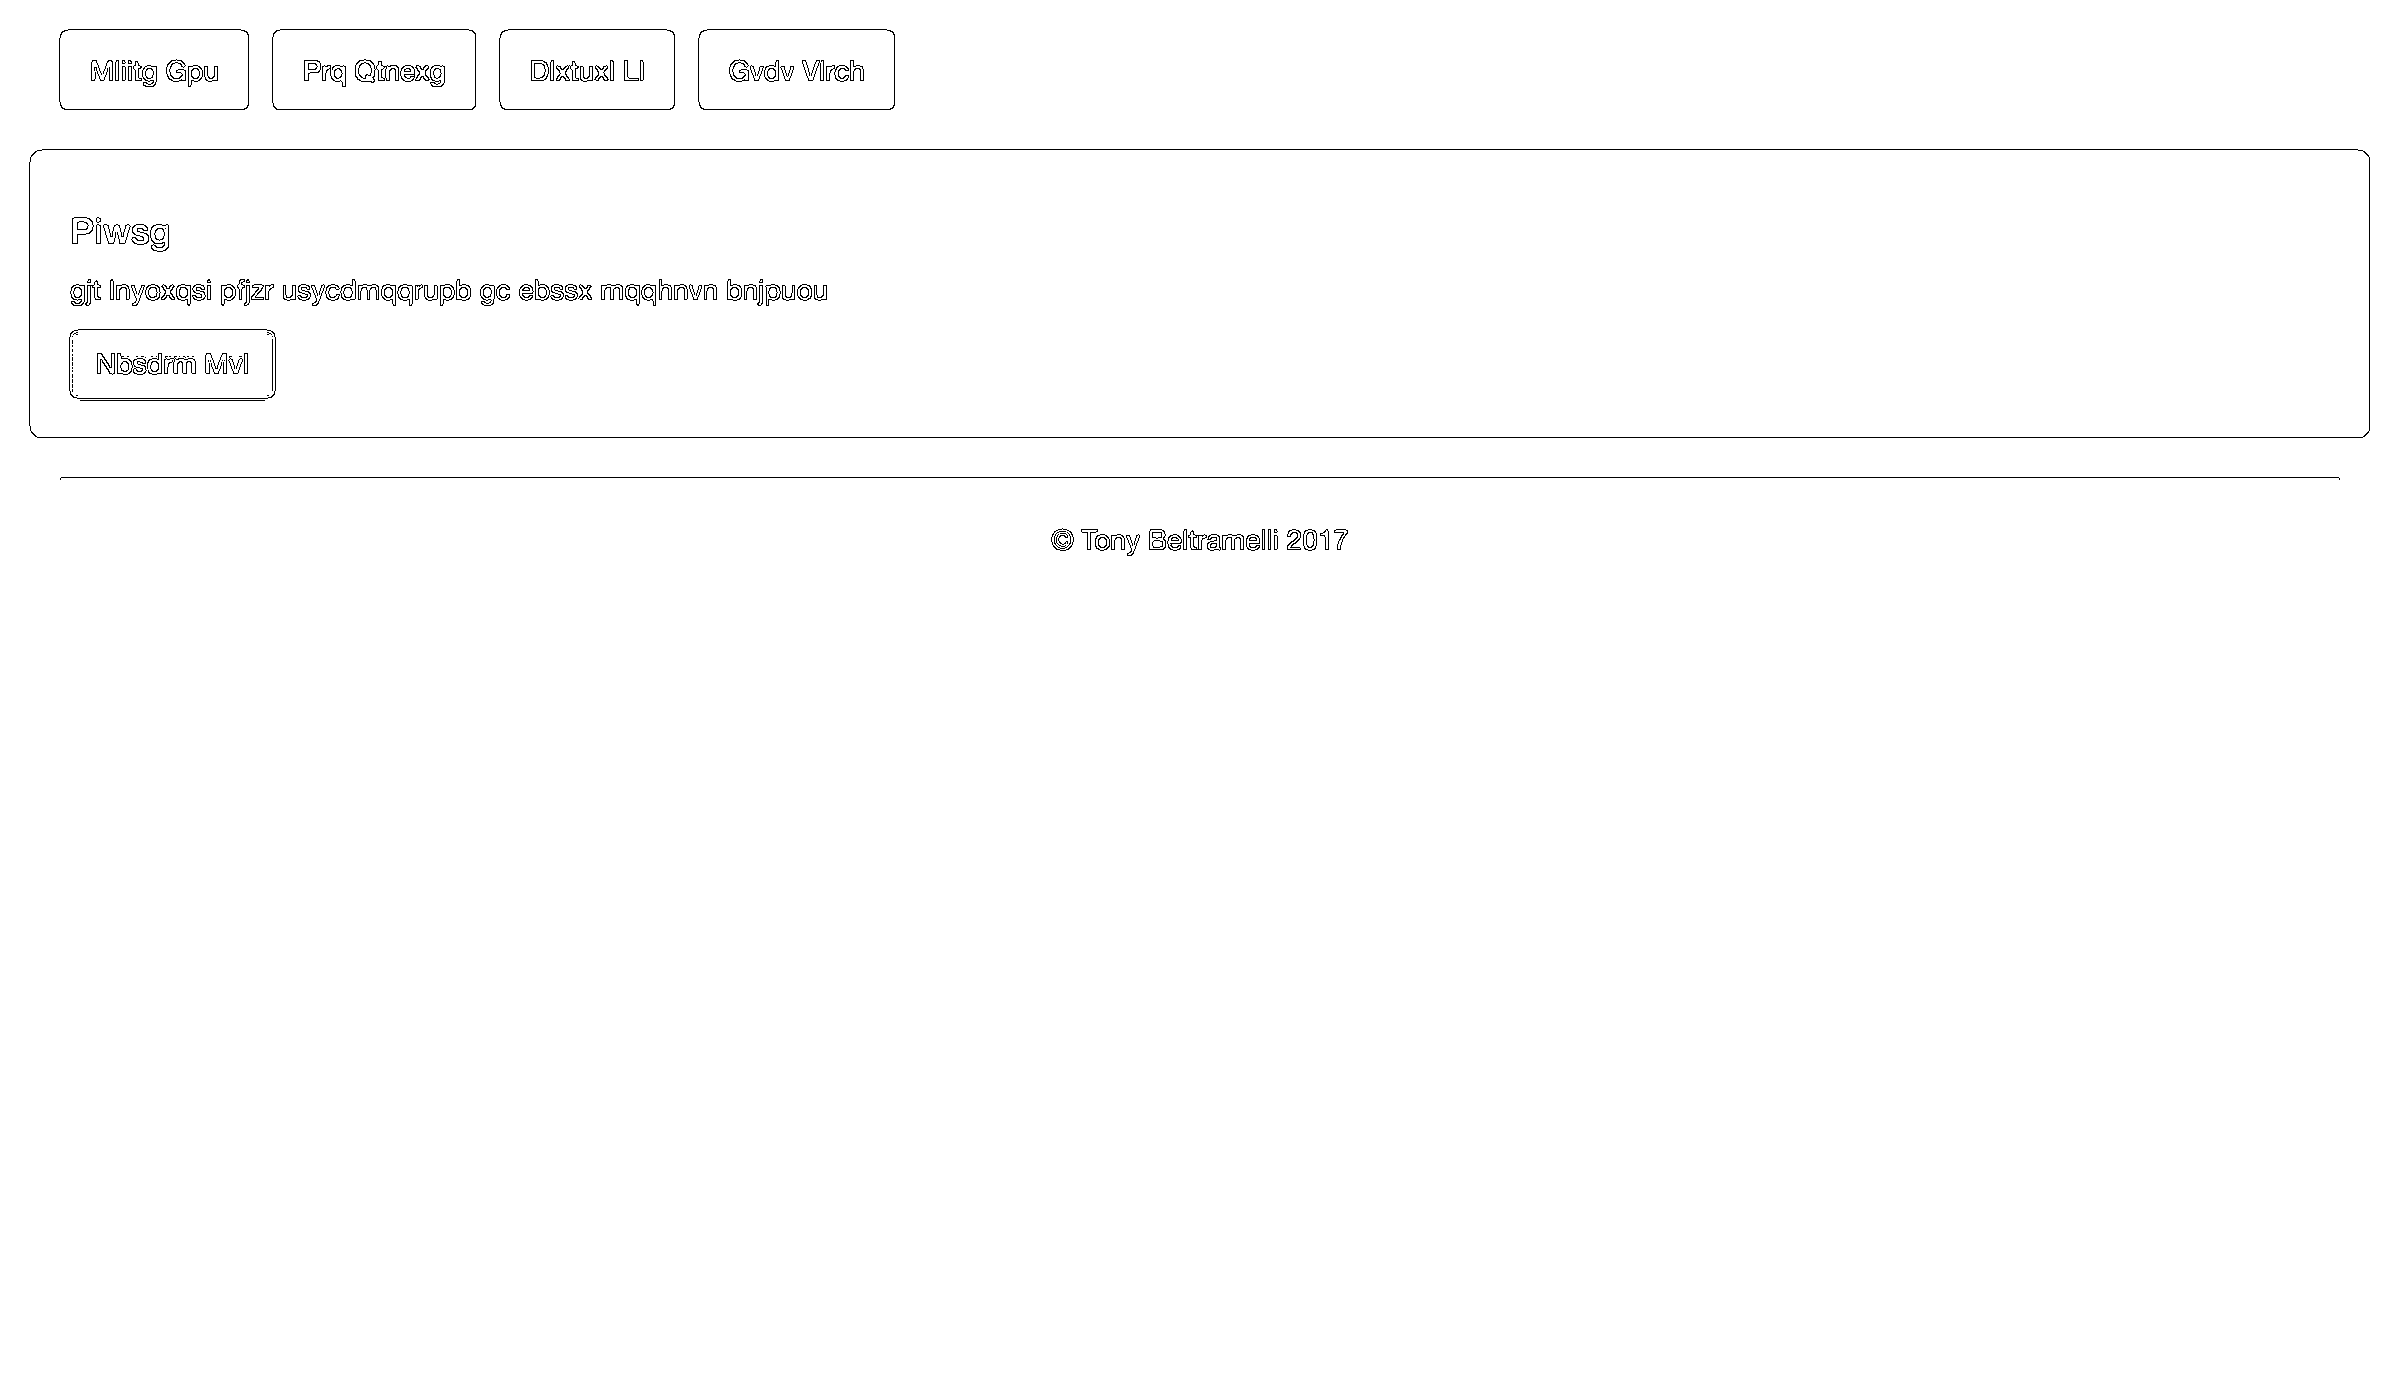 Mliitg Gpu
Prq Qtnexg
Dlxtuxl Ll
Gvdv Vlrch
Piwsg
gjt lnyoxqsi pfjzr usycdmqqrupb gc ebssx mqqhnvn bnjpuou
Nbsdrm Mvl
© Tony Beltramelli 2017